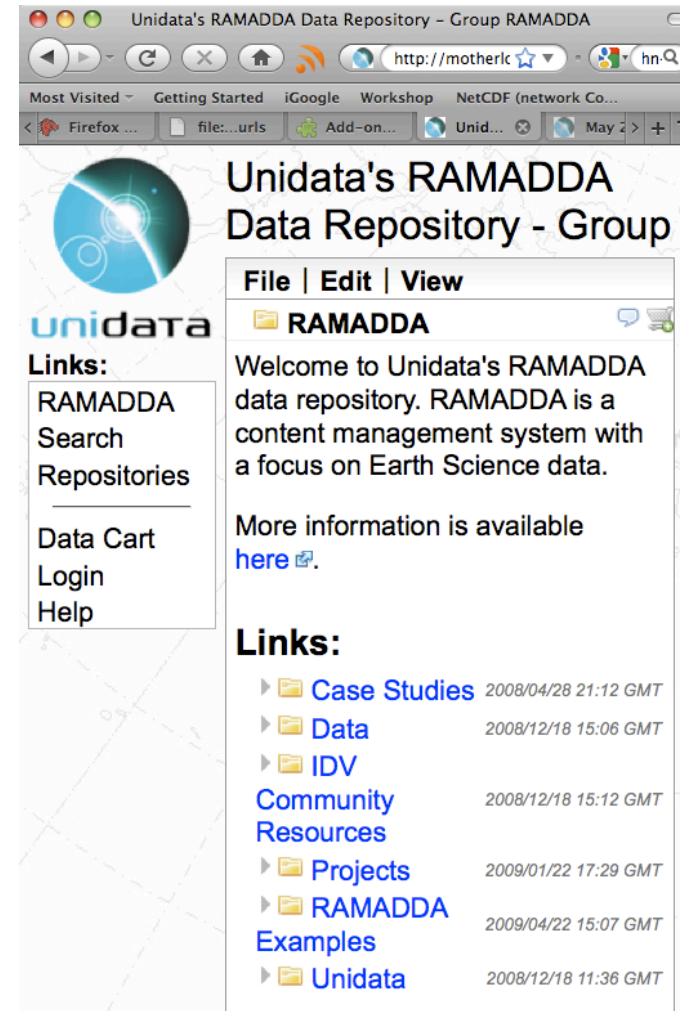 Unidata's RAMADDA Data Repository – Group RAMADDA
http://motherlc
hn
Most Visited Getting Started iGoogle Workshop NetCDF (network Co...
Firefox ... file:...urls Add-on... Unid... May
Unidata's RAMADDA
Data Repository - Group
unidata
Links:
RAMADDA
Search
Repositories
Data Cart
Login
Help
File | Edit | View
RAMADDA
Welcome to Unidata's RAMADDA
data repository. RAMADDA is a
content management system with
a focus on Earth Science data.
More information is available
here .
Links:
Case Studies 2008/04/28 21:12 GMT
Data 2008/12/18 15:06 GMT
IDV
Community 2008/12/18 15:12 GMT
Resources
Projects 2009/01/22 17:29 GMT
RAMADDA
Examples 2009/04/22 15:07 GMT
Unidata 2008/12/18 11:36 GMT